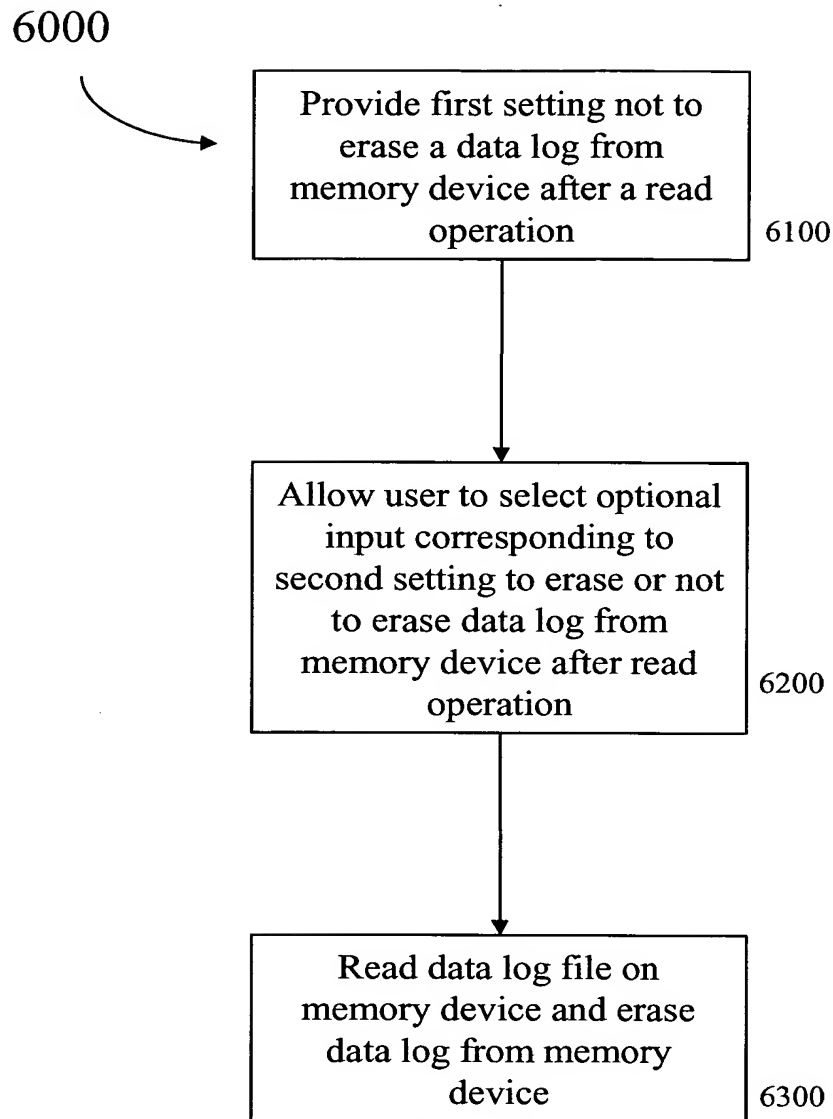 6000
Provide first setting not to
erase a data log from
memory device after a read
operation
6100
Allow user to select optional
input corresponding to
second setting to erase or not
to erase data log from
memory device after read
operation
6200
Read data log file on
memory device and erase
data log from memory
device
6300